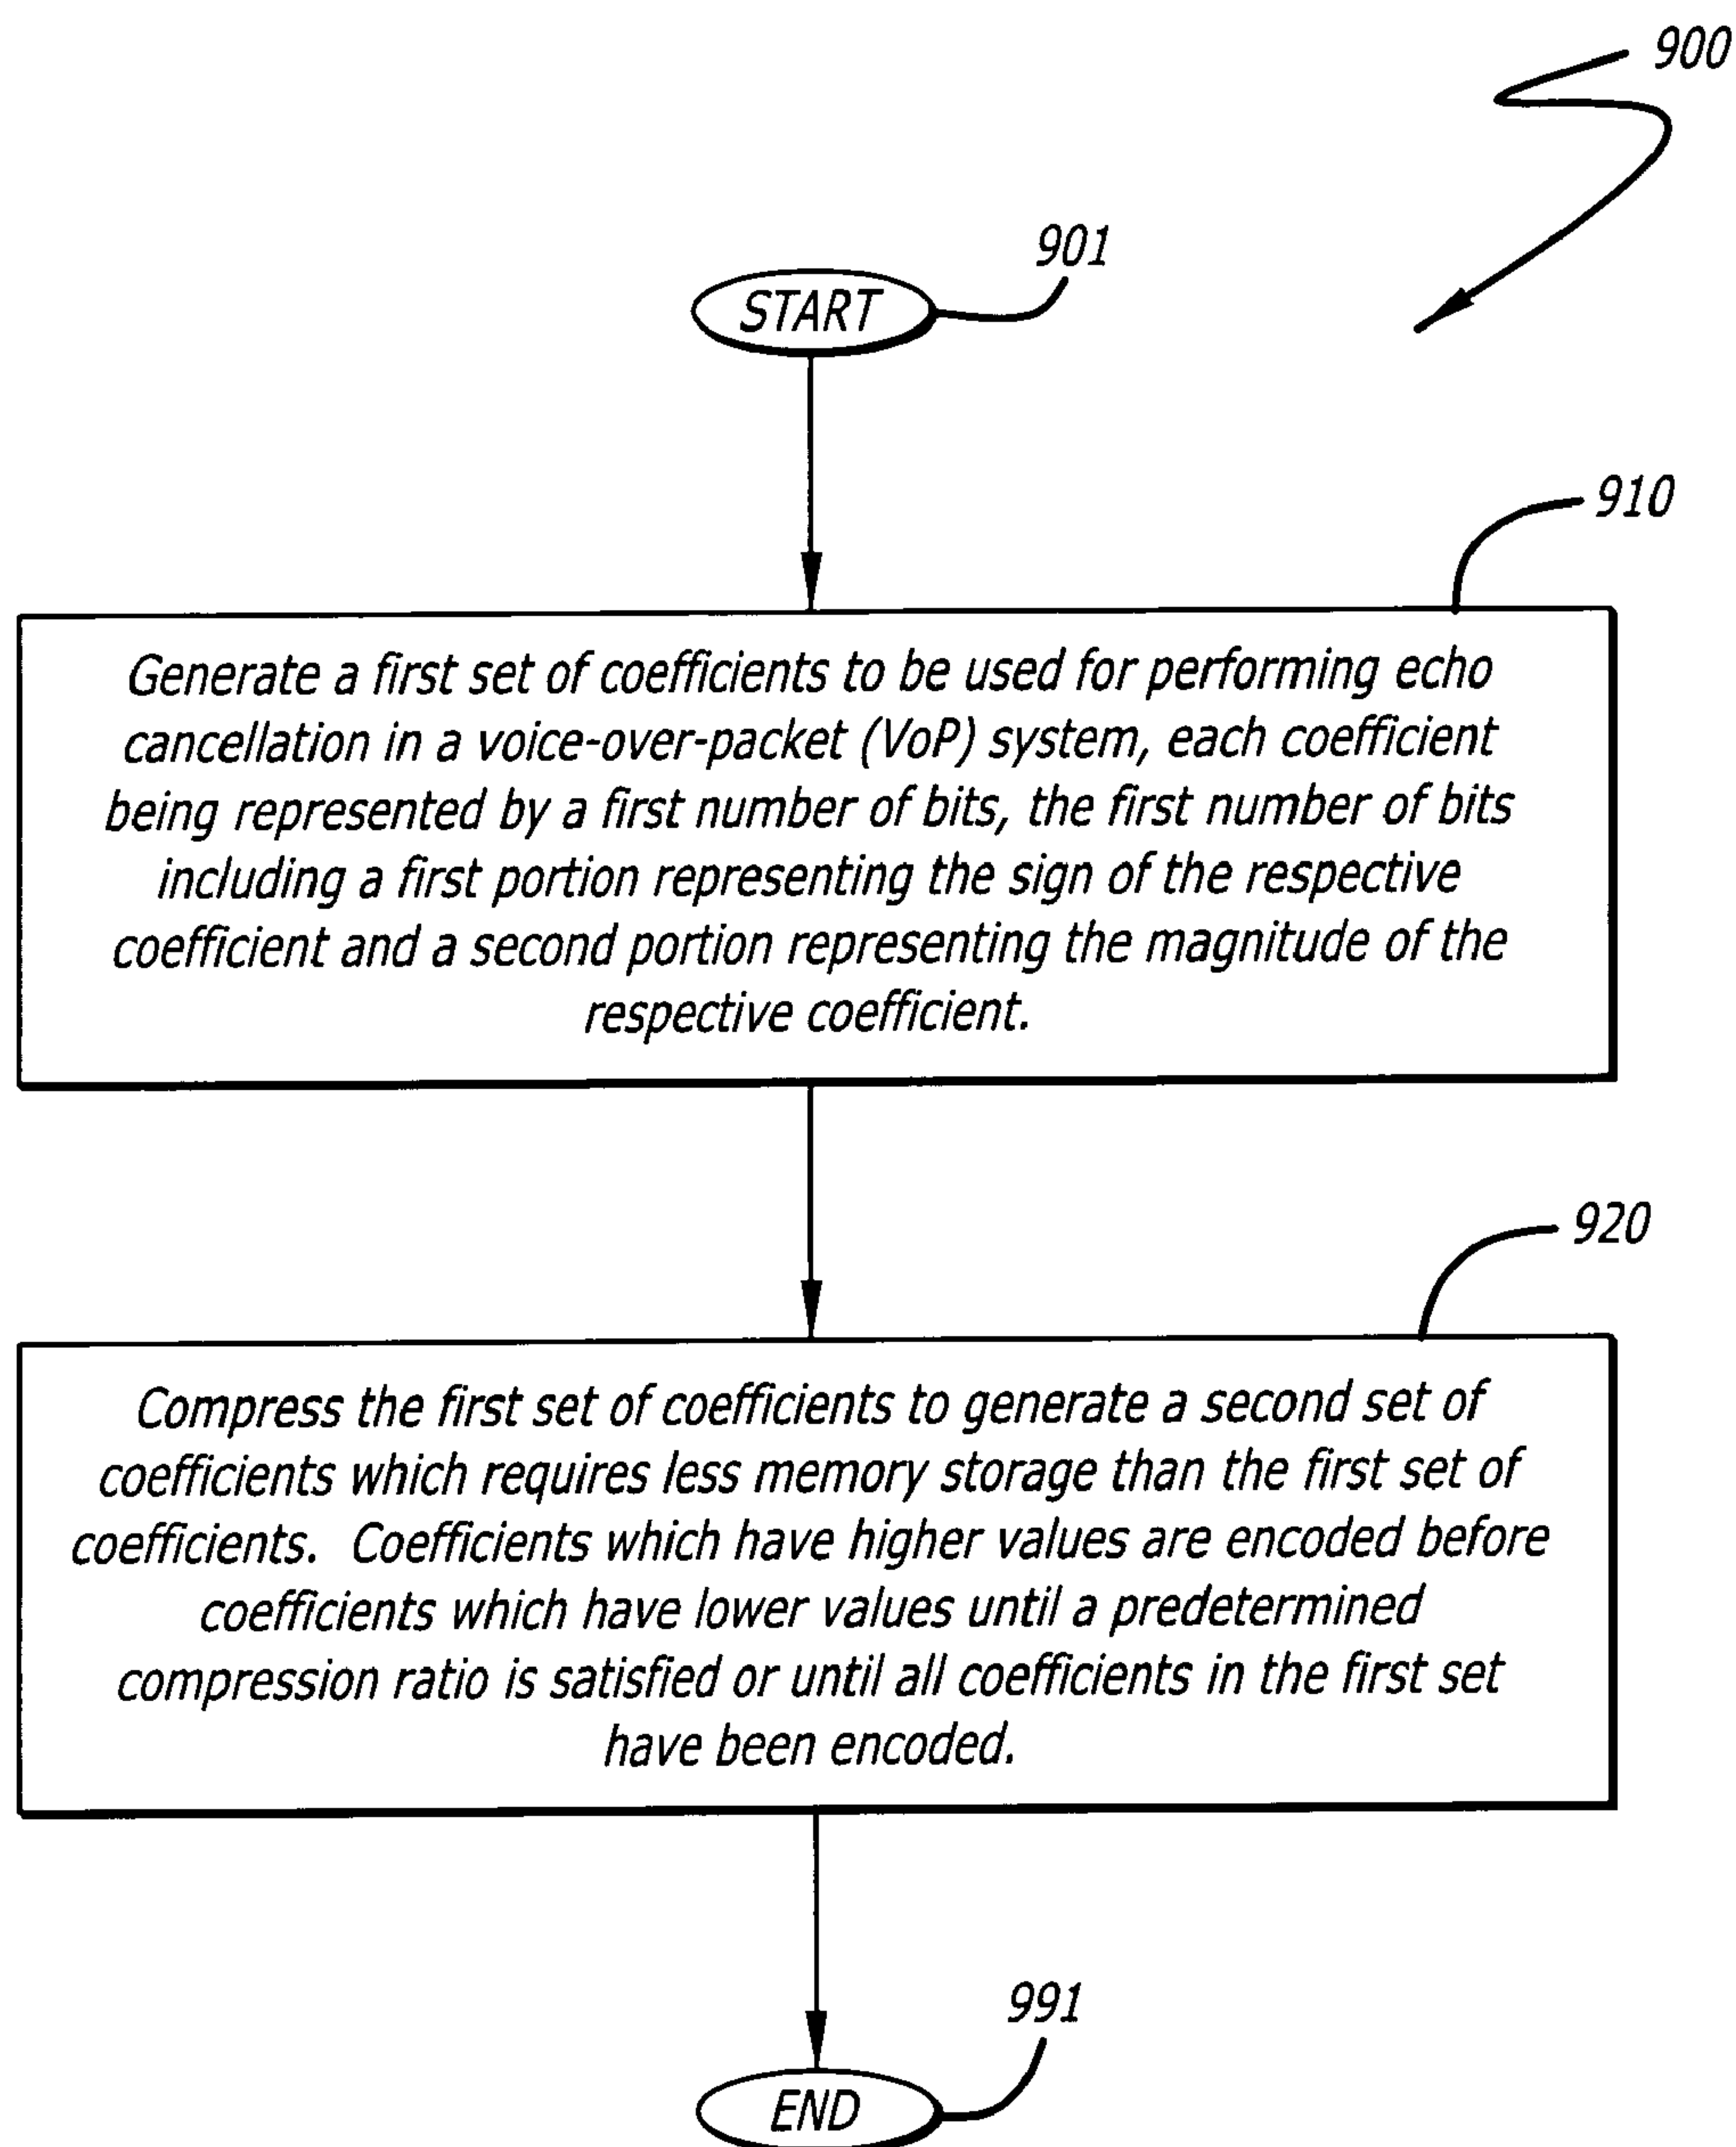 900
901
START
910
Generate a first set of coefficients to be used for performing echo
cancellation in a voice-over-packet (VoP) system, each coefficient
being represented by a first number of bits, the first number of bits
including a first portion representing the sign of the respective
coefficient and a second portion representing the magnitude of the
respective coefficient.
920
Compress the first set of coefficients to generate a second set of
coefficients which requires less memory storage than the first set of
coefficients. Coefficients which have higher values are encoded before
coefficients which have lower values until a predetermined
compression ratio is satisfied or until all coefficients in the first set
have been encoded.
991
END